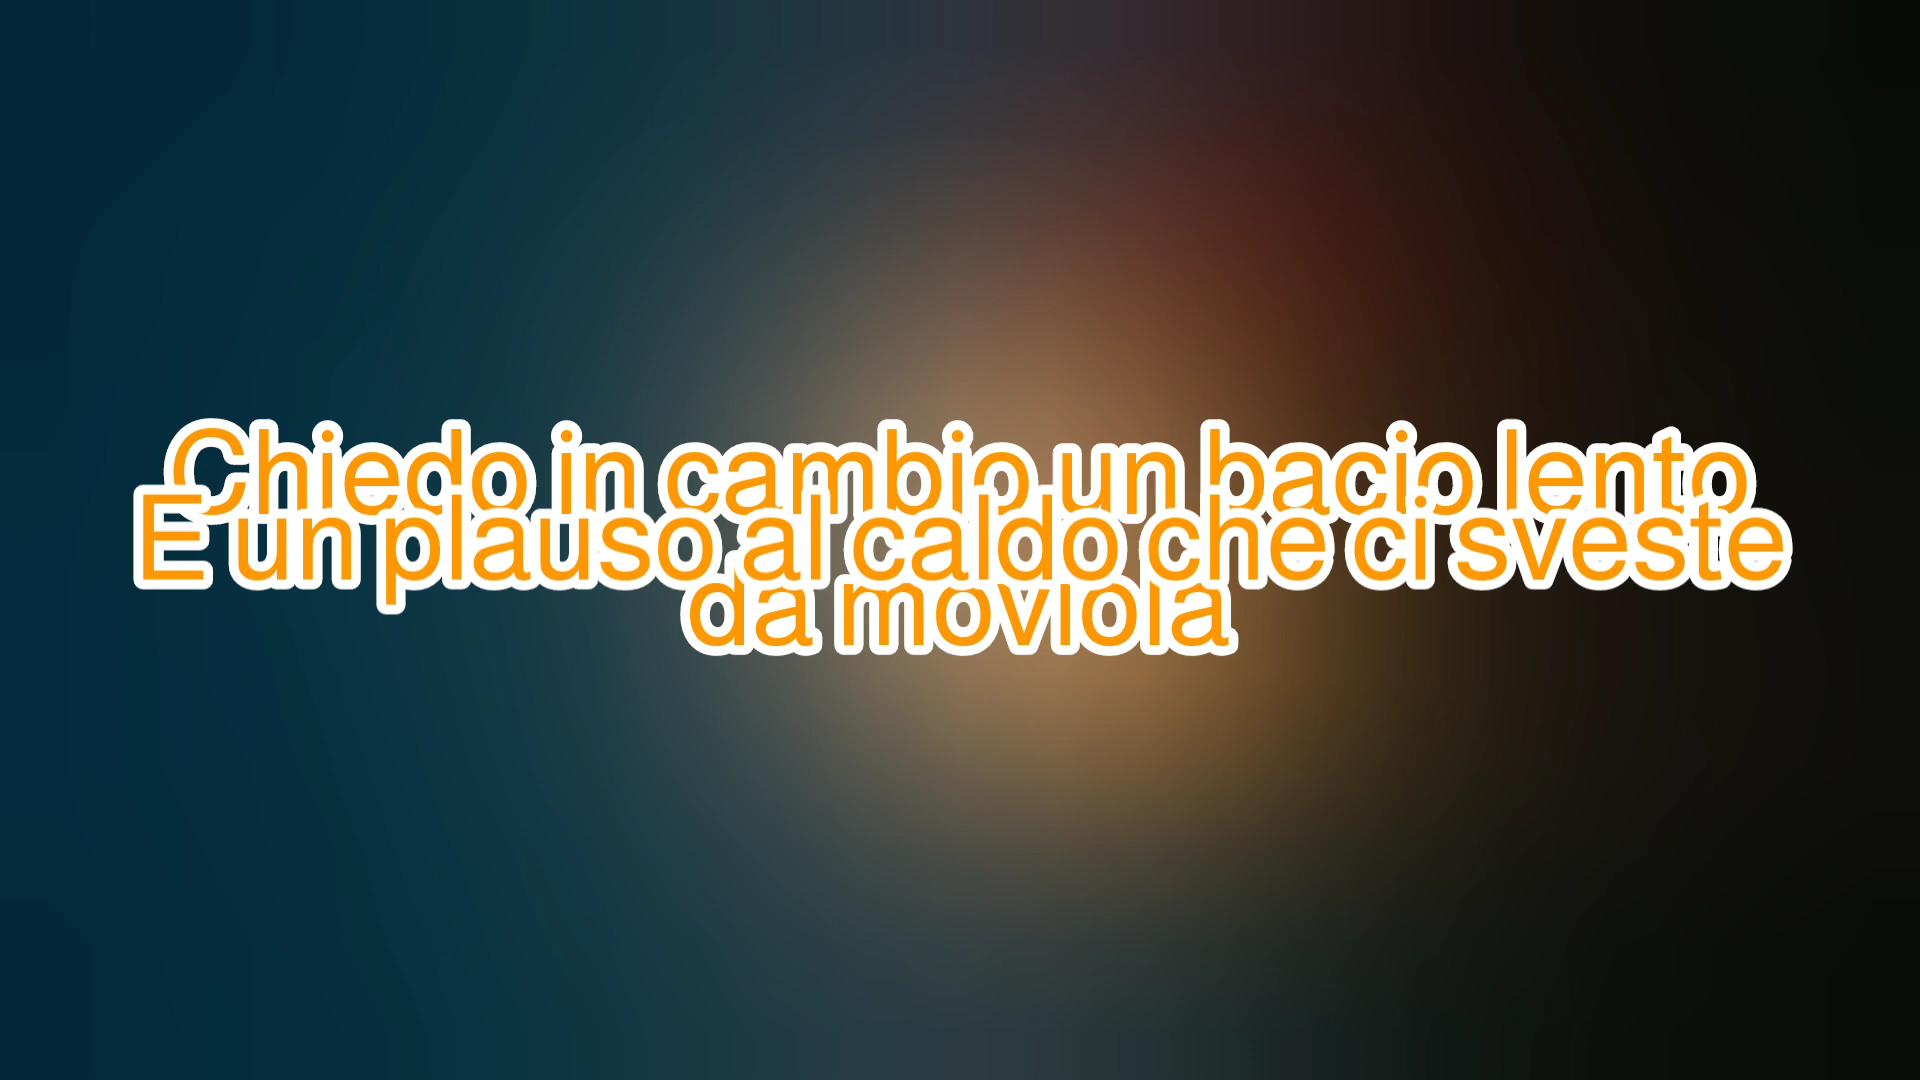 Chiedo in cambio un bacio lento
E un plauso al caldo che ci sveste
da moviola